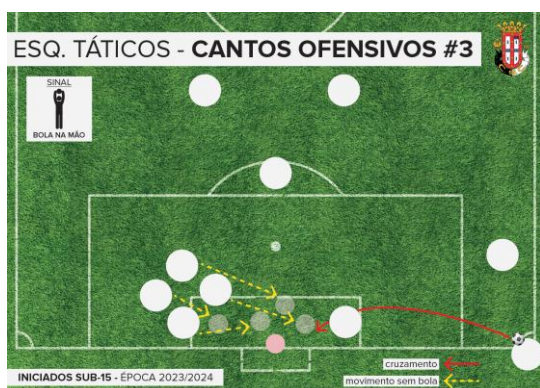 ESQ. TÁTICOS - CANTOS OFENSIVOS #3
SINAL
BOLA NA MÃO
cruzamento
movimento sem bola
INICIADOS SUB-15 - ÉPOCA 2023/2024